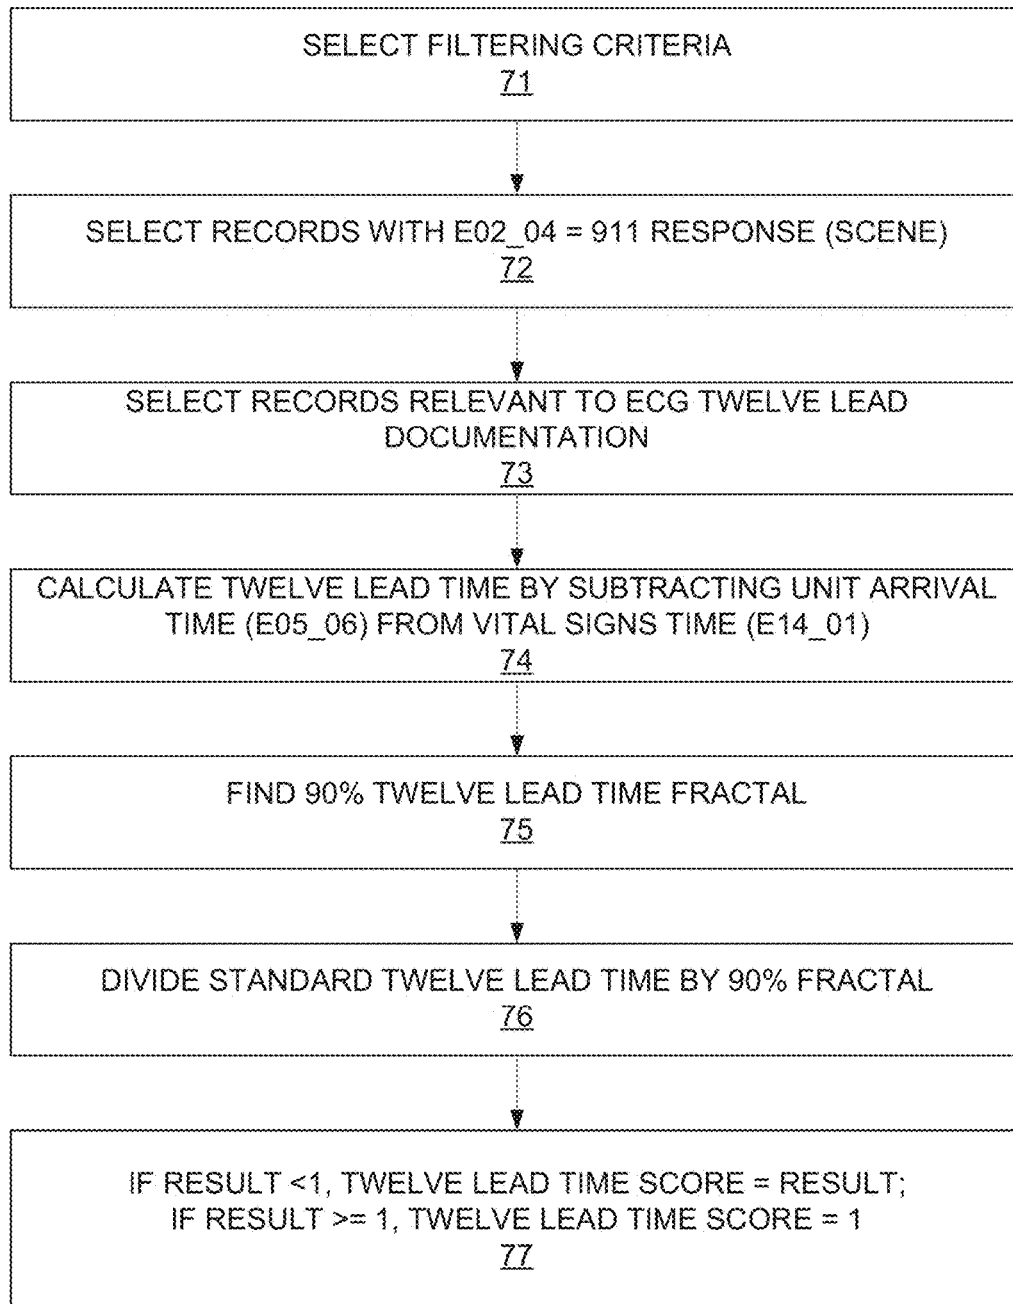 SELECT FILTERING CRITERIA
71
SELECT RECORDS WITH E02_04 = 911 RESPONSE (SCENE)
72
SELECT RECORDS RELEVANT TO ECG TWELVE LEAD
DOCUMENTATION
73
CALCULATE TWELVE LEAD TIME BY SUBTRACTING UNIT ARRIVAL
TIME (E05_06) FROM VITAL SIGNS TIME (E14_01)
74
FIND 90% TWELVE LEAD TIME FRACTAL
75
DIVIDE STANDARD TWELVE LEAD TIME BY 90% FRACTAL
76
IF RESULT <1, TWELVE LEAD TIME SCORE = RESULT;
IF RESULT >= 1, TWELVE LEAD TIME SCORE = 1
77